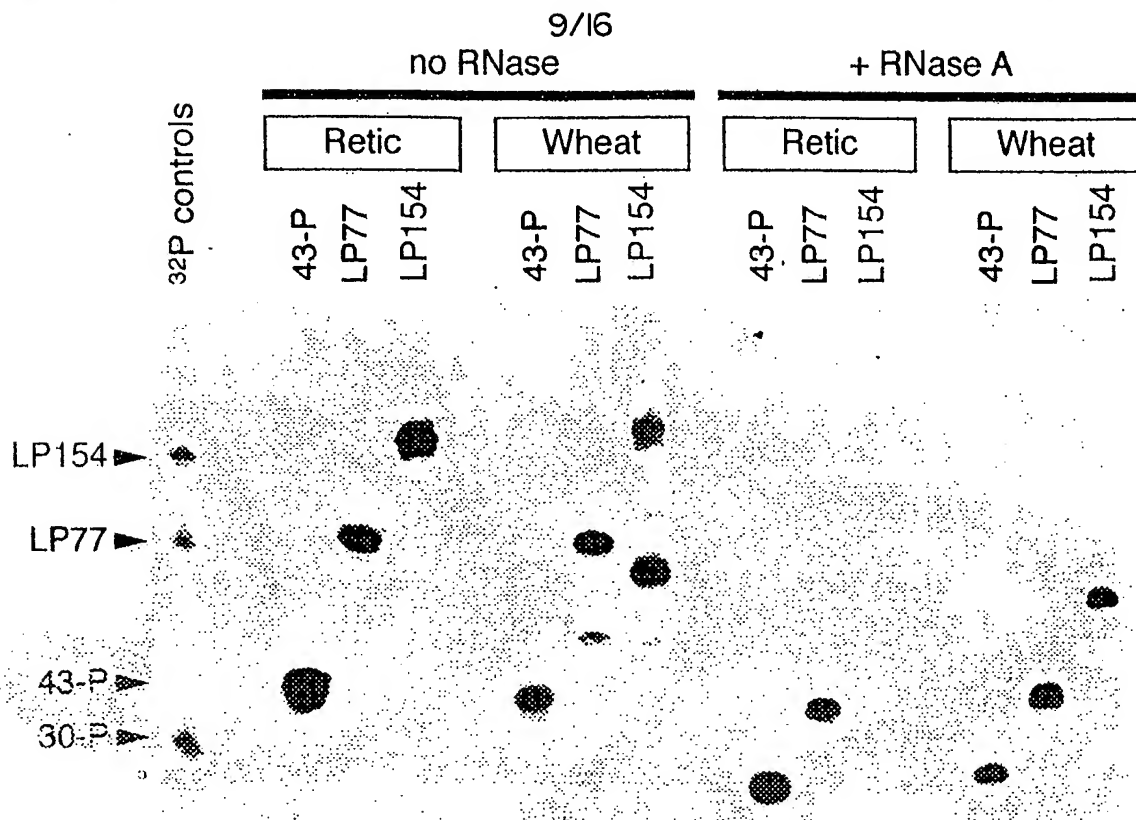 9/16
no RNase + RNase A
Retic Wheat Retic Wheat
³²P controls 43-P LP77 LP154 43-P LP77 LP154 43-P LP77 LP154 43-P LP77 LP154
LP154
LP77
43-P
30-P